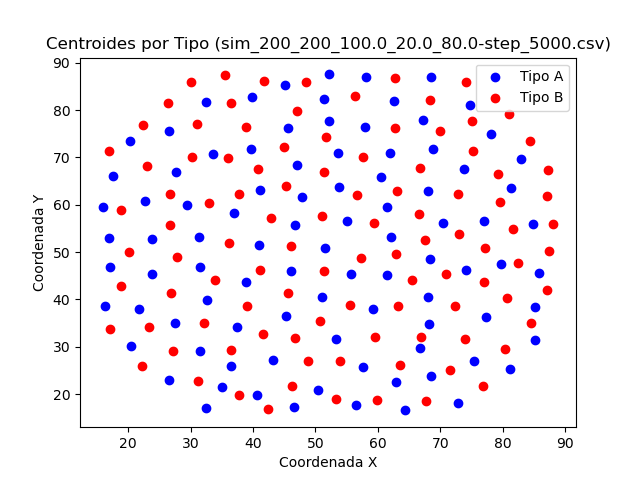 Centroides por Tipo (sim_200_200_100.0_20.0_80.0-step_5000.csv)
Tipo A
Tipo B
90
80
70
60
50
40
30
20
Coordenada Y
20 30 40 50 60 70 80 90
Coordenada X